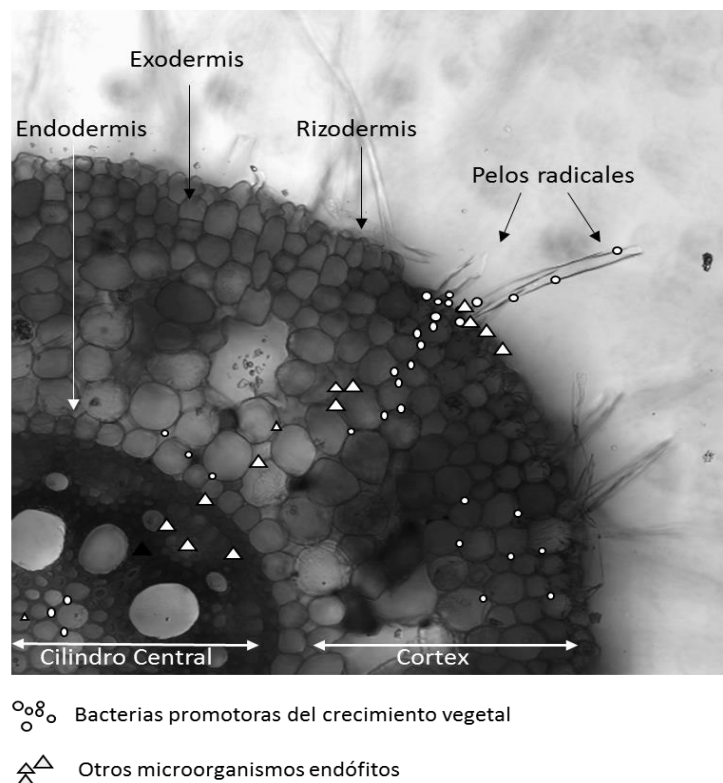 Exodermis
Endodermis
Rizodermis
Pelos radicales
Cilindro Central
Cortex
Bacterias promotoras del crecimiento vegetal
Otros microorganismos endófitos